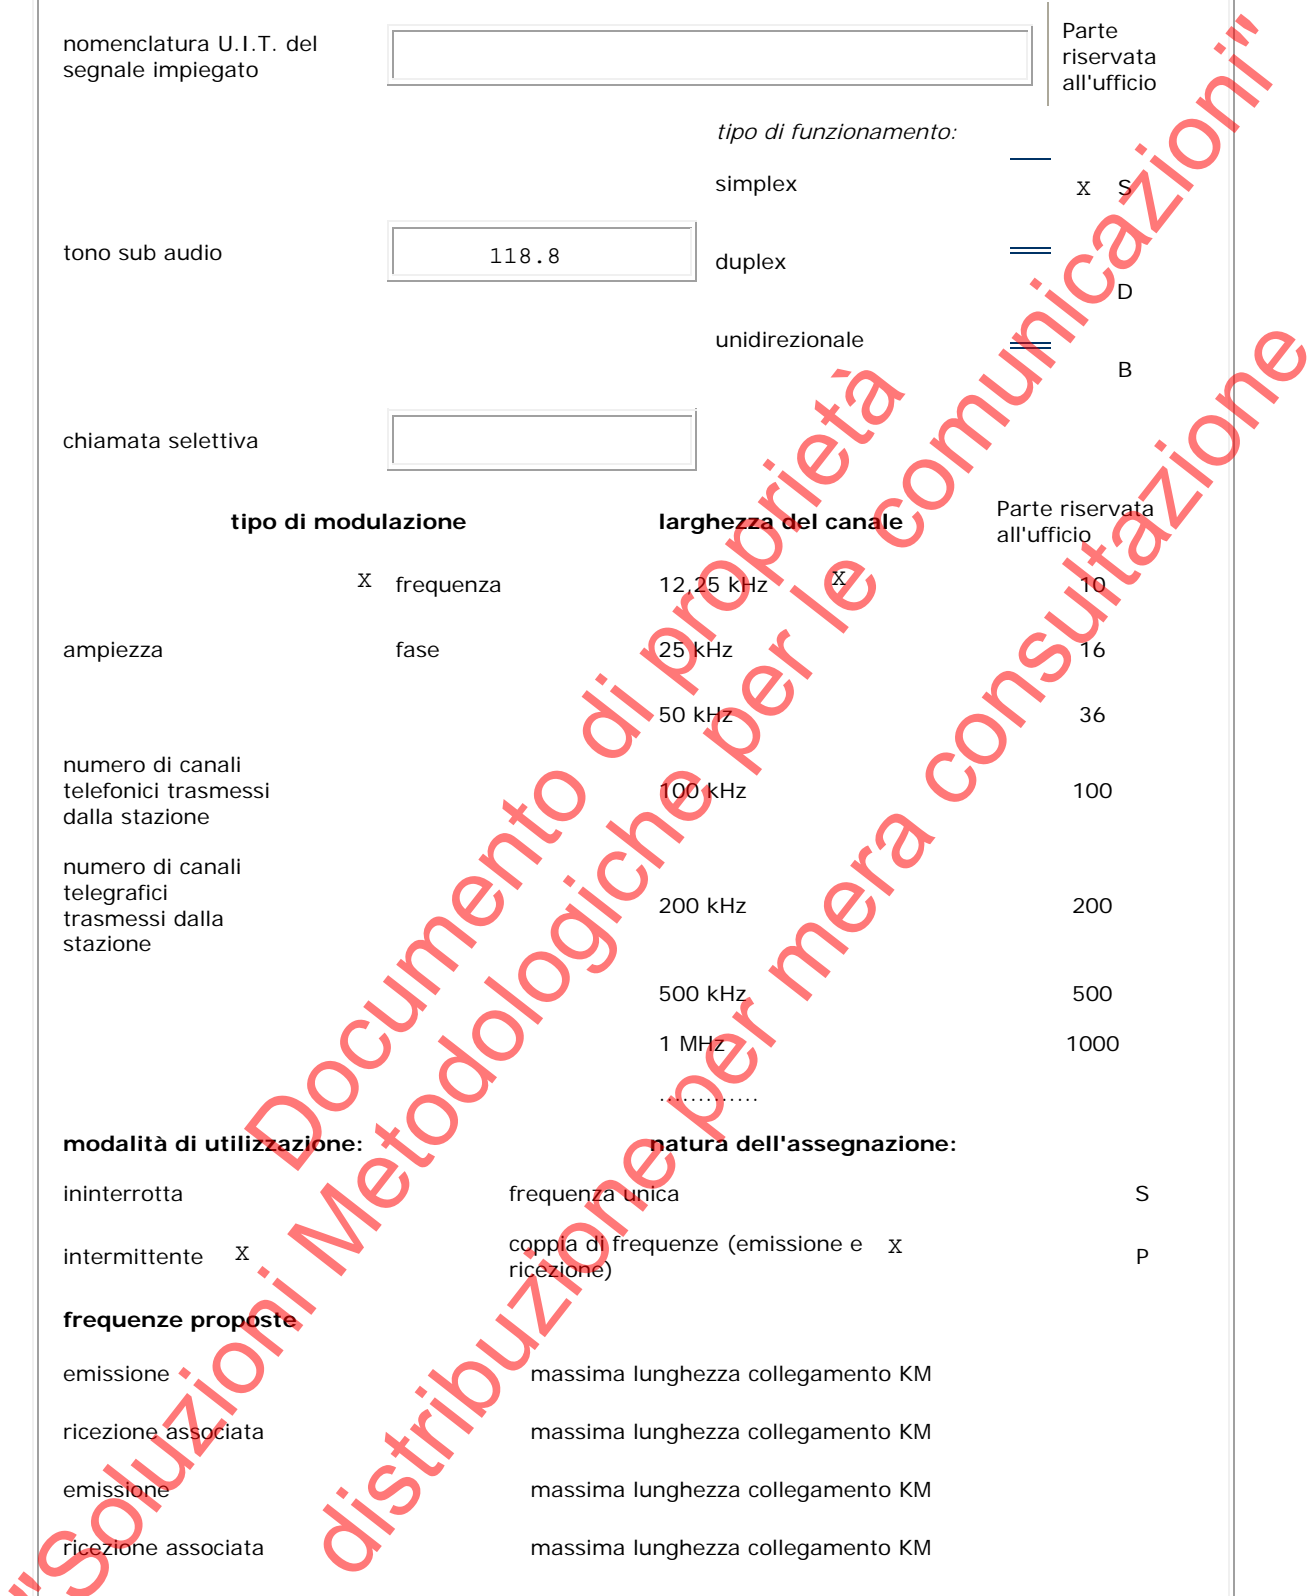 nomenclatura U.I.T. del
segnale impiegato
Parte
riservata
all'ufficio
tipo di funzionamento:
simplex X S
tono sub audio 118.8 duplex
D
unidirezionale
B
chiamata selettiva
tipo di modulazione larghezza del canale Parte riservata
all'ufficio
X frequenza 12,25 kHz X 10
ampiezza fase 25 kHz 16
50 kHz 36
numero di canali
telefonici trasmessi 100 kHz 100
dalla stazione
numero di canali
telegrafici
trasmessi dalla 200 kHz 200
stazione
500 kHz 500
1 MHz 1000
.............
modalità di utilizzazione: natura dell'assegnazione:
ininterrotta frequenza unica S
intermittente X coppia di frequenze (emissione e X P
ricezione)
frequenze proposte
emissione massima lunghezza collegamento KM
ricezione associata massima lunghezza collegamento KM
emissione massima lunghezza collegamento KM
ricezione associata massima lunghezza collegamento KM
Documento di proprietà
"Soluzioni Metodologiche per le comunicazioni"
distribuzione per mera consultazione